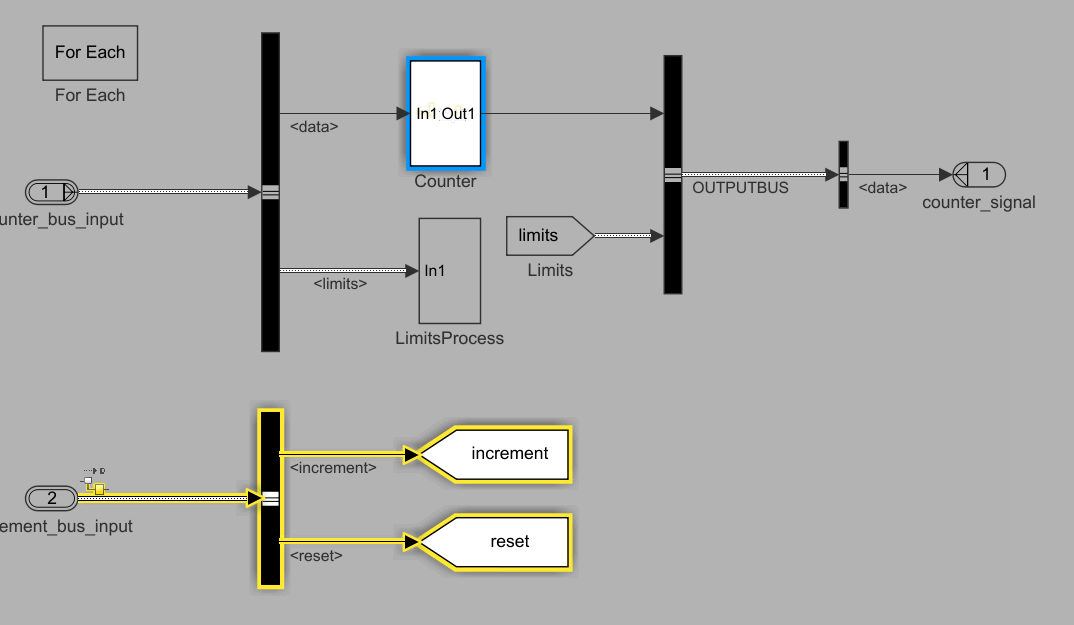 For Each
For Each
In1 Out1
<data>
Counter
1
unter_bus_input
OUTPUTBUS
<data>
1
counter_signal
limits
Limits
In1
<limits>
LimitsProcess
increment
<increment>
2
ement_bus_input
reset
<reset>